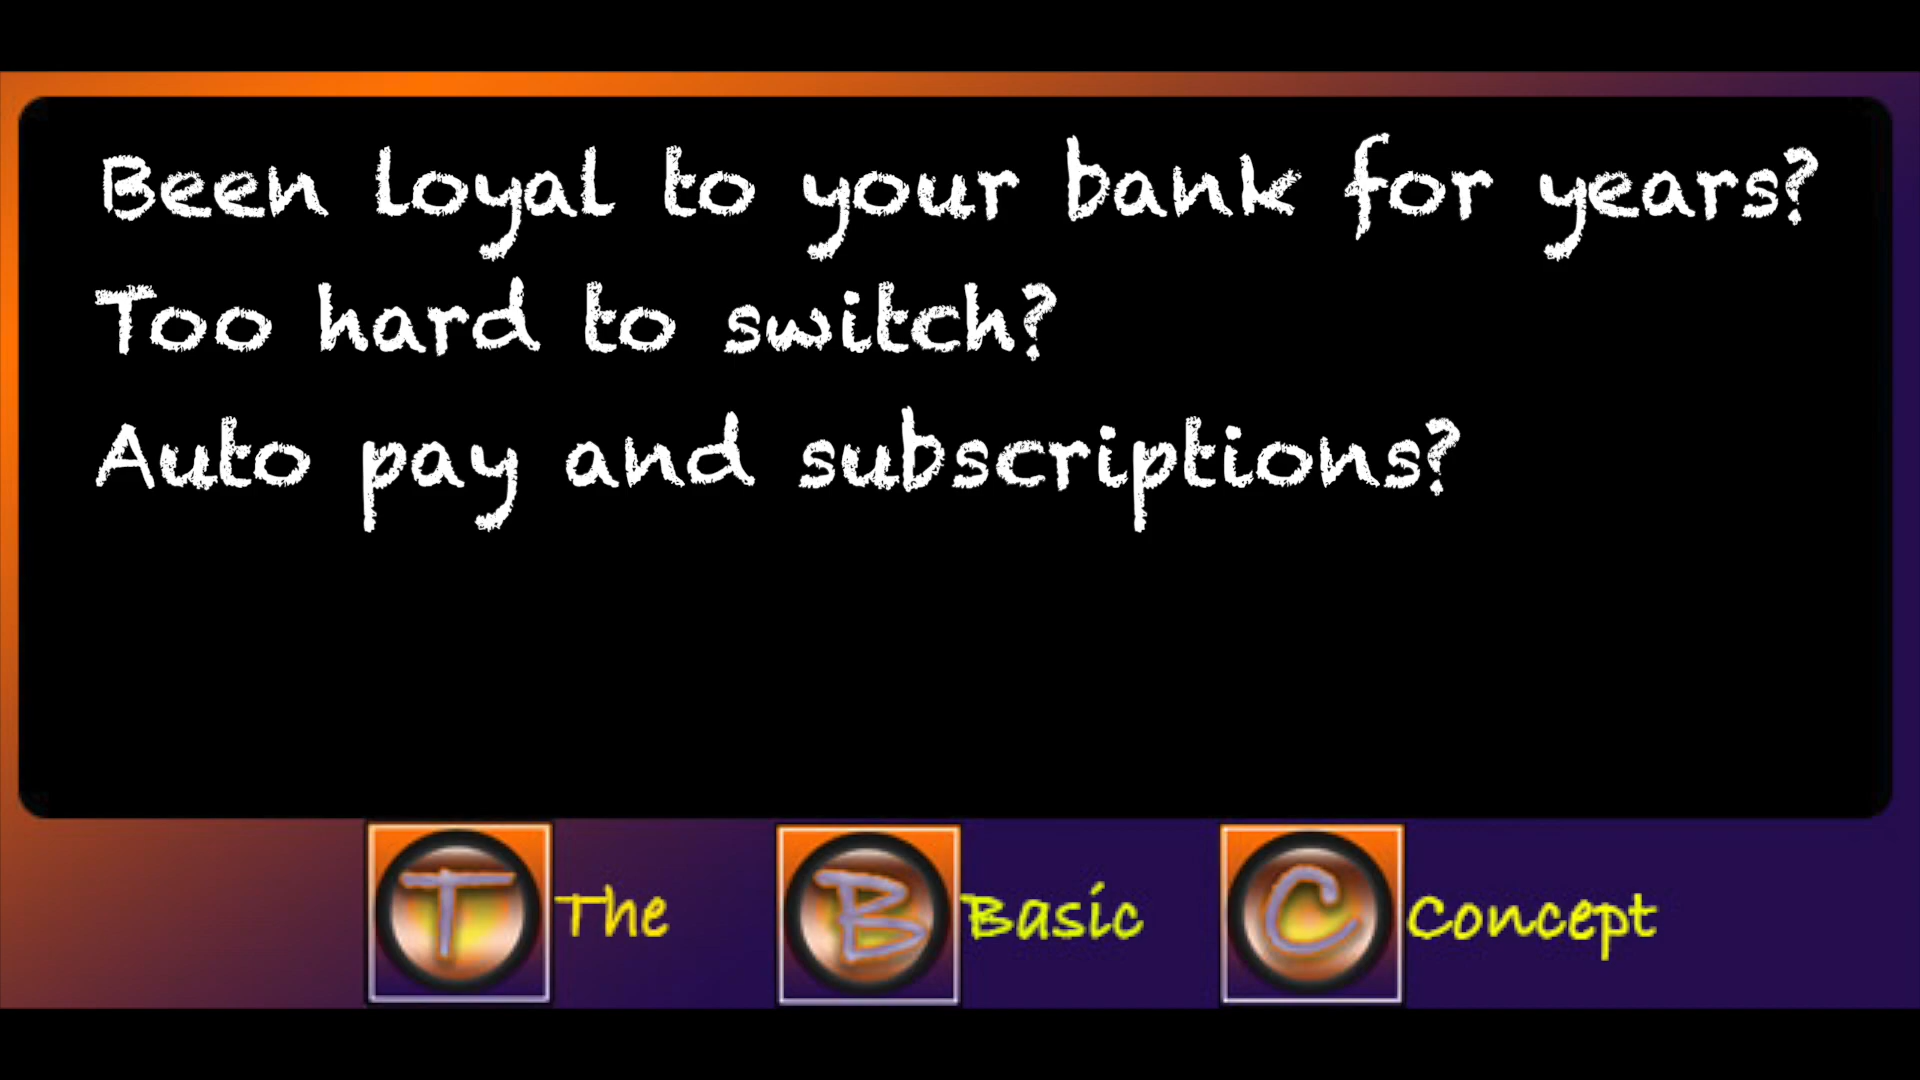 Been loyal to your bank for years?
Too hard to switch?
Auto pay and subscriptions?
T The B Basic C Concept